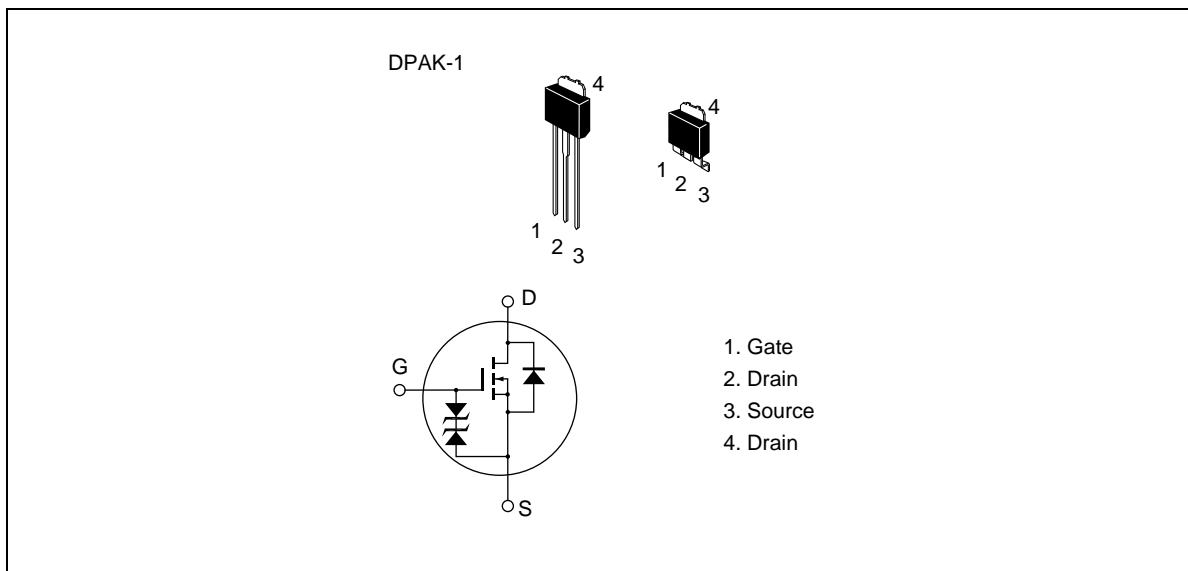 DPAK-1
4
4
1
2
3
1
2
3
D
G
S
1. Gate
2. Drain
3. Source
4. Drain